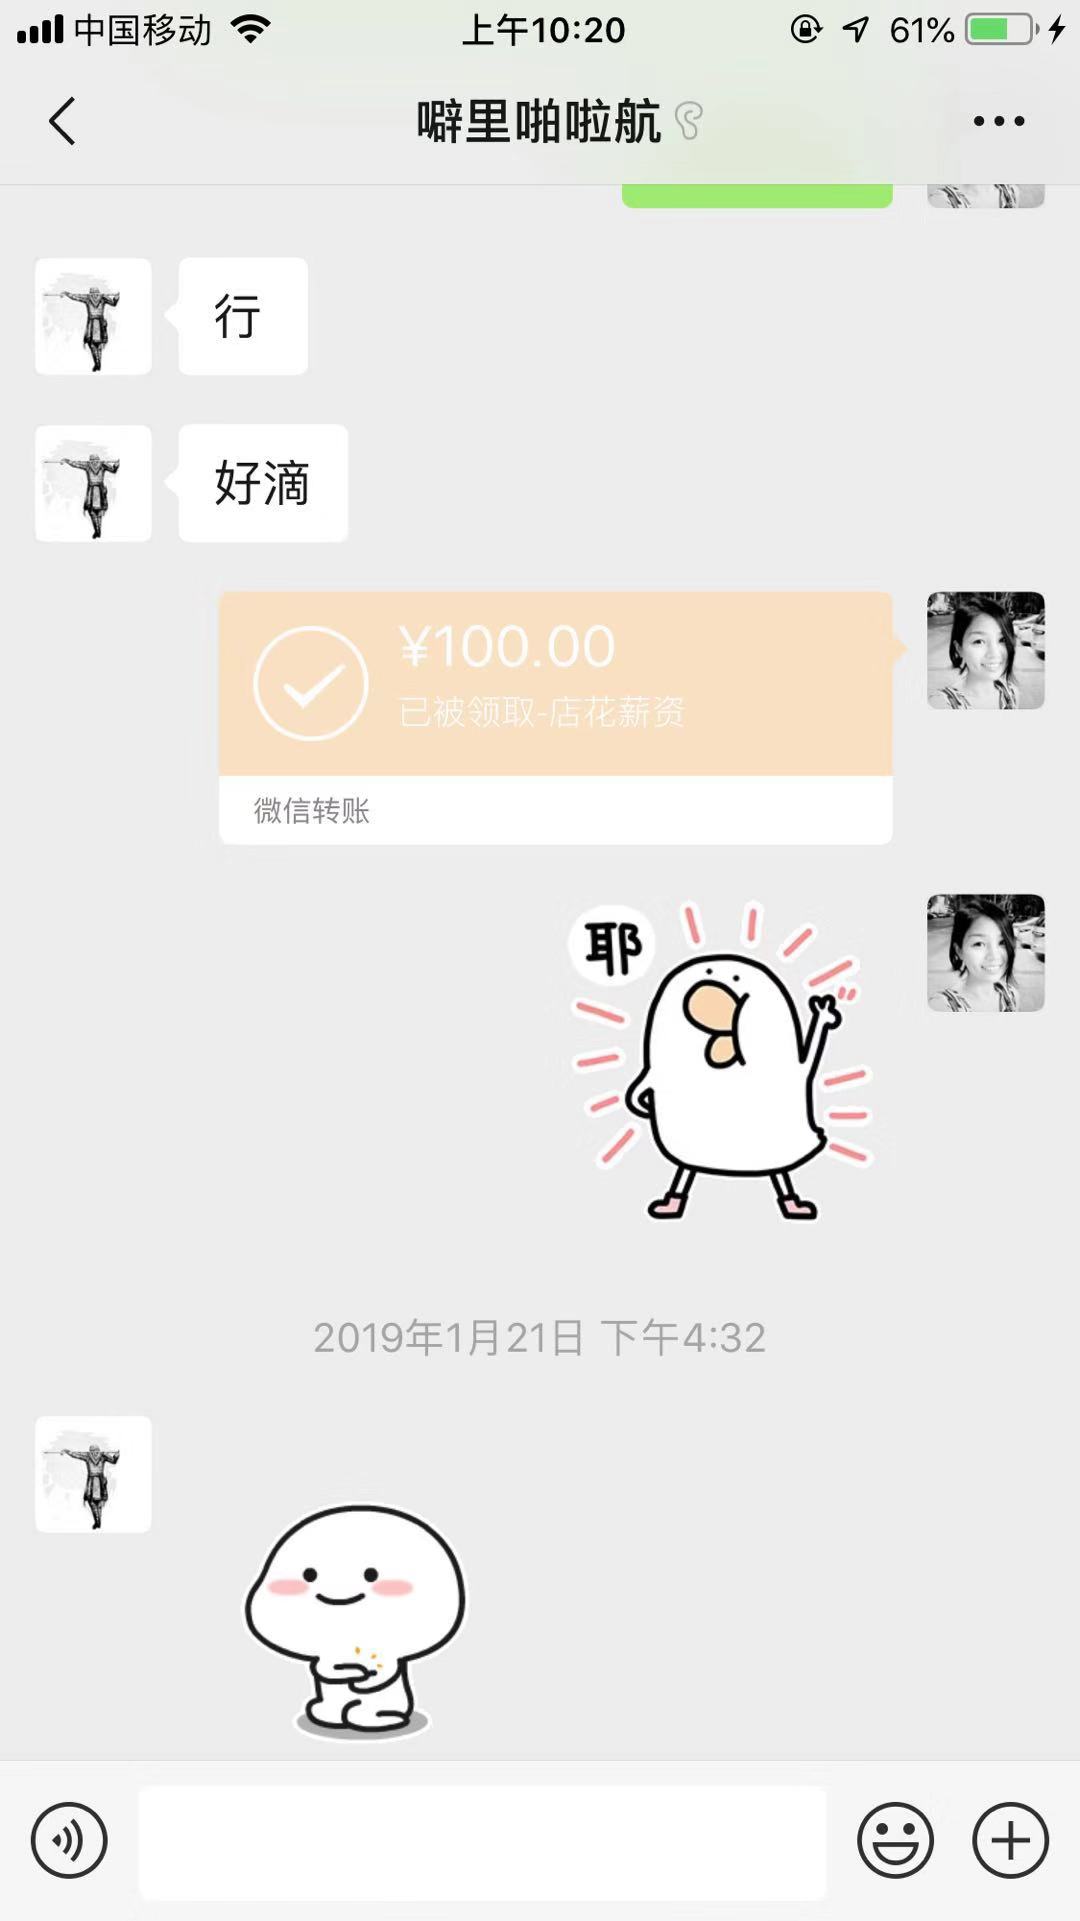 中国移动
上午10:20
61%
噼里啪啦航
行
好滴
¥100.00
已被领取-店花薪资
微信转账
耶
2019年1月21日 下午4:32